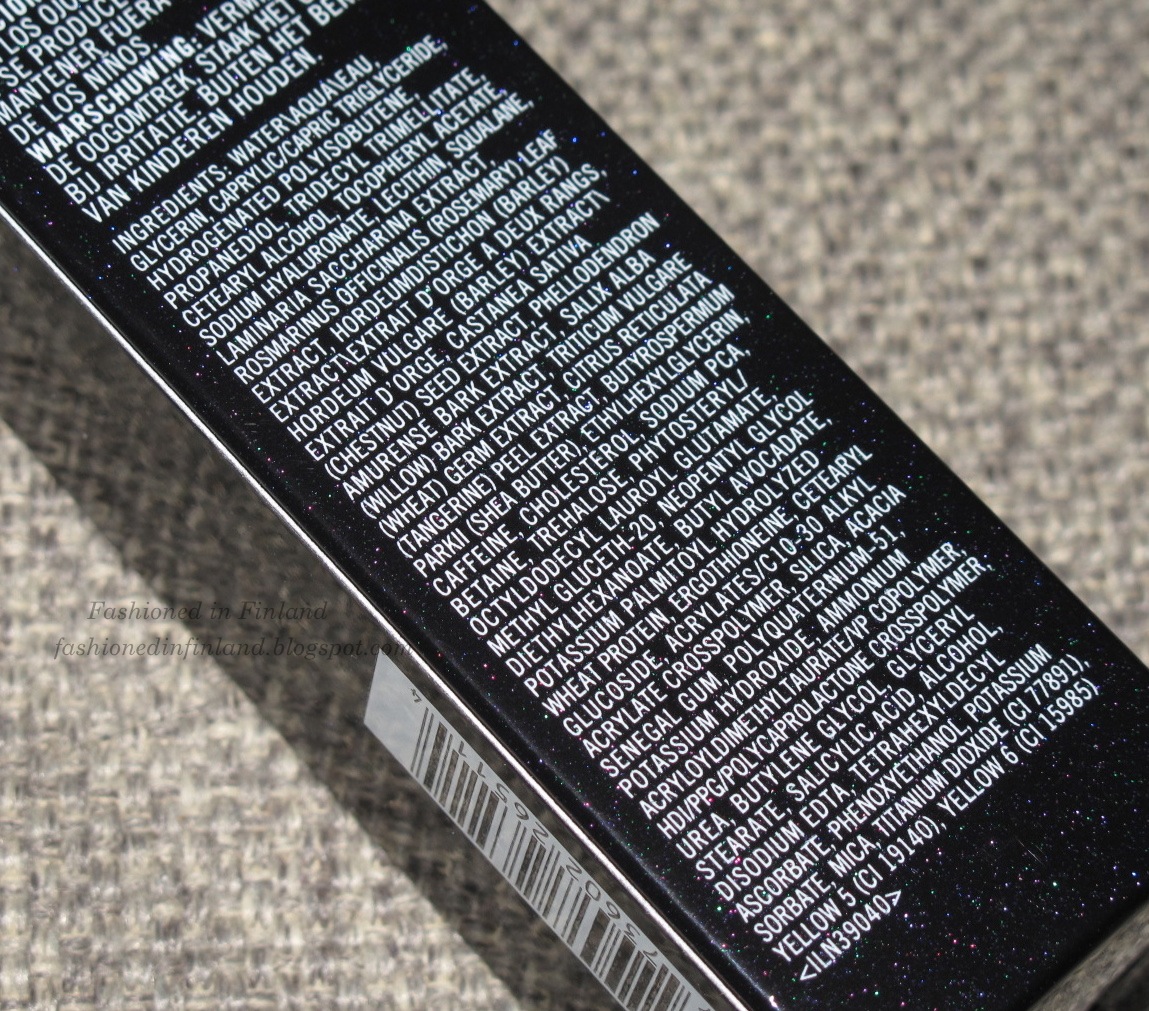 LOS OJOS
SE PRODUCE
MANTENER FUERA
DE LOS NIÑOS.
WAARSCHUWING: VERM
DE OOGOMTREK. STAAK HET
BIJ IRRITATIE. BUITEN HET BER
VAN KINDEREN HOUDEN.
INGREDIENTS: WATER\AQUA\EAU,
GLYCERIN, CAPRYLIC/CAPRIC TRIGLYCERIDE,
HYDROGENATED POLYISOBUTENE,
PROPANEDIOL, TRIDECYL TRIMELLITATE,
CETEARYL ALCOHOL, TOCOPHERYL ACETATE,
SODIUM HYALURONATE, LECITHIN, SQUALANE,
LAMINARIA SACCHARINA EXTRACT,
ROSMARINUS OFFICINALIS (ROSEMARY) LEAF
EXTRACT, HORDEUMDISTICHON (BARLEY)
EXTRACT\EXTRAIT D'ORGE A DEUX RANGS,
HORDEUM VULGARE (BARLEY) EXTRACT\
EXTRAIT D'ORGE, CASTANEA SATIVA
(CHESTNUT) SEED EXTRACT, PHELLODENDRON
AMURENSE BARK EXTRACT, SALIX ALBA
(WILLOW) BARK EXTRACT, TRITICUM VULGARE
(WHEAT) GERM EXTRACT, CITRUS RETICULATA
(TANGERINE) PEEL EXTRACT, BUTYROSPERMUM
PARKII (SHEA BUTTER), ETHYLHEXYLGLYCERIN,
CAFFEINE, CHOLESTEROL, SODIUM PCA,
BETAINE, TREHALOSE, PHYTOSTERYL/
OCTYLDODECYL LAUROYL GLUTAMATE,
METHYL GLUCETH-20, NEOPENTYL GLYCOL
DIETHYLHEXANOATE, BUTYL AVOCADATE,
POTASSIUM PALMITOYL HYDROLYZED
WHEAT PROTEIN, ERGOTHIONEINE, CETEARYL
GLUCOSIDE, ACRYLATES/C10-30 ALKYL
ACRYLATE CROSSPOLYMER, SILICA, ACACIA
SENEGAL GUM, POLYQUATERNIUM-51,
POTASSIUM HYDROXIDE, AMMONIUM
ACRYLOYLDIMETHYLTAURATE/VP COPOLYMER,
HDI/PPG/POLYCAPROLACTONE CROSSPOLYMER,
UREA, BUTYLENE GLYCOL, GLYCERYL
STEARATE, SALICYLIC ACID, ALCOHOL,
DISODIUM EDTA, TETRAHEXYLDECYL
ASCORBATE, PHENOXYETHANOL, POTASSIUM
SORBATE, MICA, TITANIUM DIOXIDE (CI 77891),
YELLOW 5 (CI 19140), YELLOW 6 (CI 15985)
<ILN39040>
Fashioned in Finland
fashionedinfinland.blogspot.com